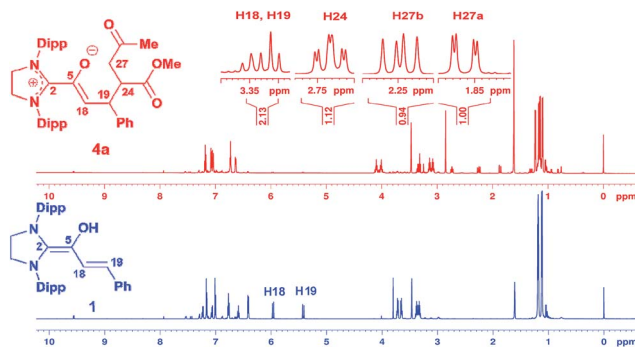 H18, H19 H24 H27b H27a
Dipp
N
⊕
N
Dipp
2
5
O
⊖
18
19
Ph
24
27
Me
O
OMe
O
4a
3.35 ppm 2.75 ppm 2.25 ppm 1.85 ppm
2.13 1.12 0.94 1.00
10 9 8 7 6 5 4 3 2 1 0 ppm
Dipp
N
N
Dipp
2
5
OH
18
19
Ph
1
H18 H19
10 9 8 7 6 5 4 3 2 1 0 ppm